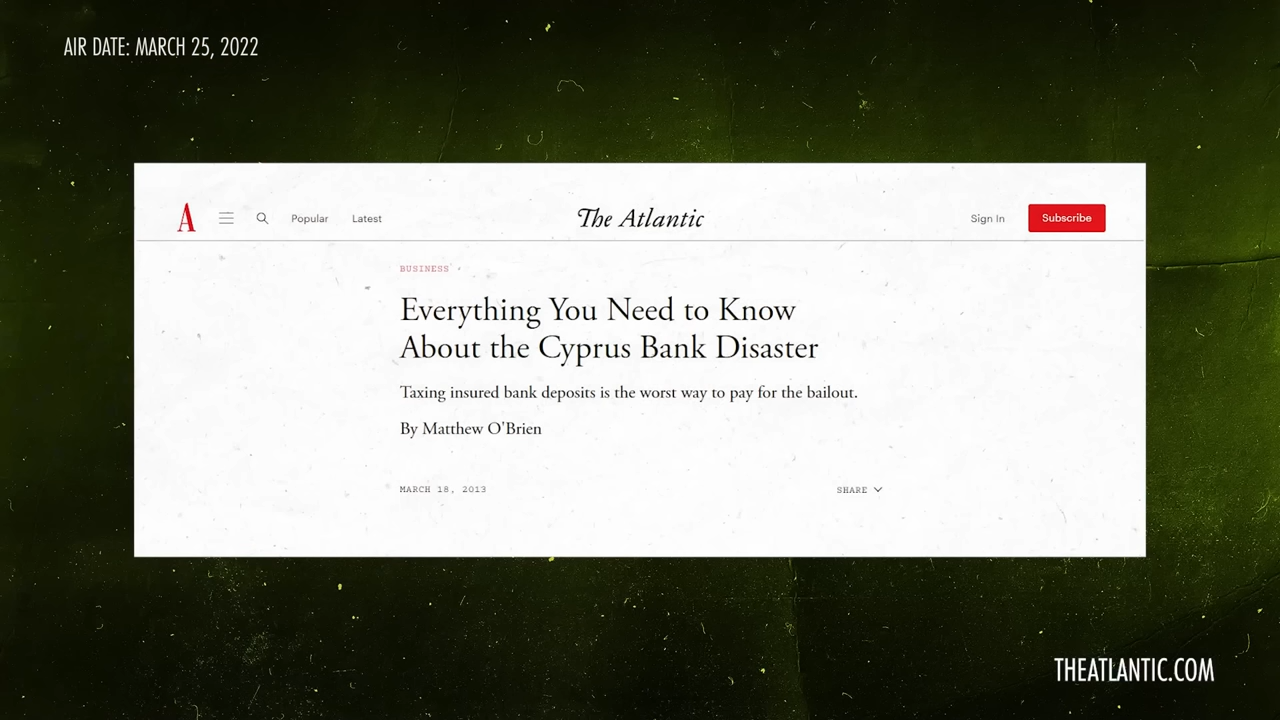 AIR DATE: MARCH 25, 2022
A Popular Latest The Atlantic Sign In Subscribe
BUSINESS
Everything You Need to Know
About the Cyprus Bank Disaster
Taxing insured bank deposits is the worst way to pay for the bailout.
By Matthew O'Brien
MARCH 18, 2013 SHARE
THEATLANTIC.COM